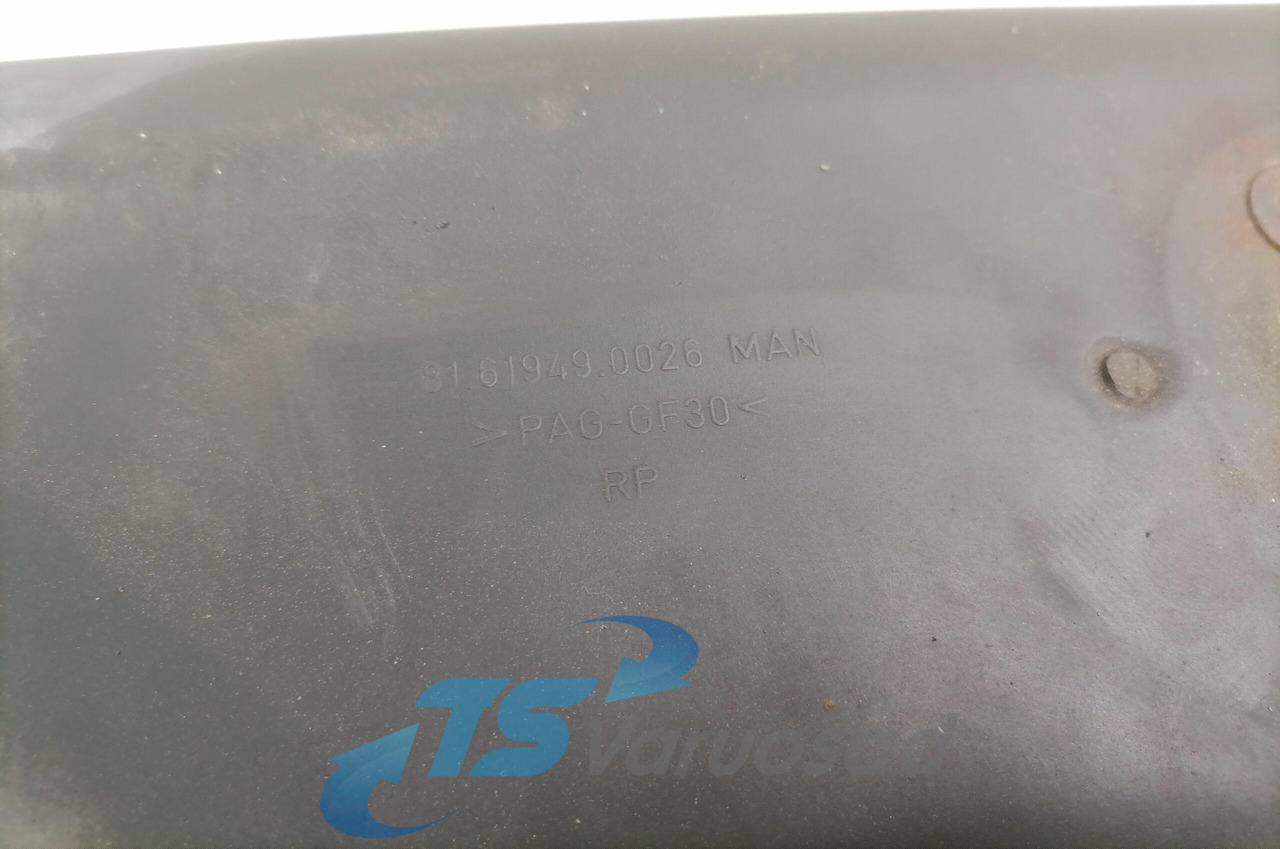 81.61949.0026 MAN
>PAG-GF30<
RP
TS Varuosad